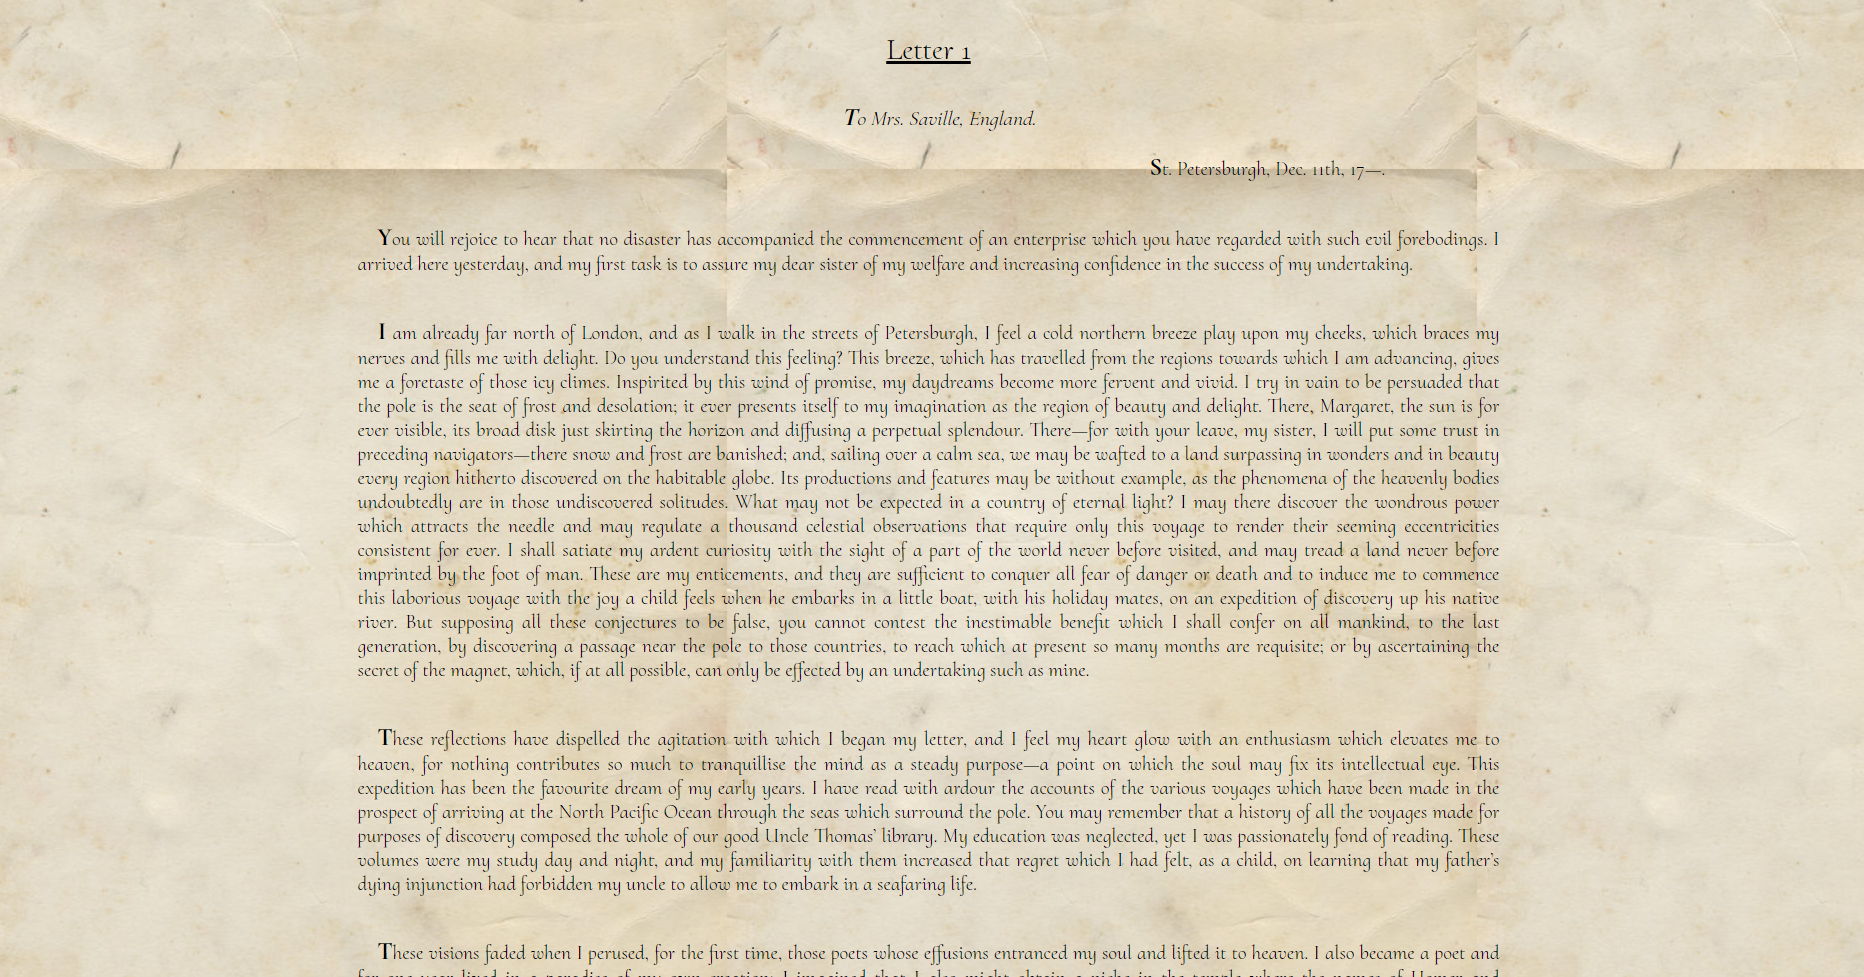 Letter 1
To Mrs. Saville, England.
St. Petersburgh, Dec. 11th, 17—.
You will rejoice to hear that no disaster has accompanied the commencement of an enterprise which you have regarded with such evil forebodings. I
arrived here yesterday, and my first task is to assure my dear sister of my welfare and increasing confidence in the success of my undertaking.
I am already far north of London, and as I walk in the streets of Petersburgh, I feel a cold northern breeze play upon my cheeks, which braces my
nerves and fills me with delight. Do you understand this feeling? This breeze, which has travelled from the regions towards which I am advancing, gives
me a foretaste of those icy climes. Inspirited by this wind of promise, my daydreams become more fervent and vivid. I try in vain to be persuaded that
the pole is the seat of frost and desolation; it ever presents itself to my imagination as the region of beauty and delight. There, Margaret, the sun is for
ever visible, its broad disk just skirting the horizon and diffusing a perpetual splendour. There—for with your leave, my sister, I will put some trust in
preceding navigators—there snow and frost are banished; and, sailing over a calm sea, we may be wafted to a land surpassing in wonders and in beauty
every region hitherto discovered on the habitable globe. Its productions and features may be without example, as the phenomena of the heavenly bodies
undoubtedly are in those undiscovered solitudes. What may not be expected in a country of eternal light? I may there discover the wondrous power
which attracts the needle and may regulate a thousand celestial observations that require only this voyage to render their seeming eccentricities
consistent for ever. I shall satiate my ardent curiosity with the sight of a part of the world never before visited, and may tread a land never before
imprinted by the foot of man. These are my enticements, and they are sufficient to conquer all fear of danger or death and to induce me to commence
this laborious voyage with the joy a child feels when he embarks in a little boat, with his holiday mates, on an expedition of discovery up his native
river. But supposing all these conjectures to be false, you cannot contest the inestimable benefit which I shall confer on all mankind, to the last
generation, by discovering a passage near the pole to those countries, to reach which at present so many months are requisite; or by ascertaining the
secret of the magnet, which, if at all possible, can only be effected by an undertaking such as mine.
These reflections have dispelled the agitation with which I began my letter, and I feel my heart glow with an enthusiasm which elevates me to
heaven, for nothing contributes so much to tranquillise the mind as a steady purpose—a point on which the soul may fix its intellectual eye. This
expedition has been the favourite dream of my early years. I have read with ardour the accounts of the various voyages which have been made in the
prospect of arriving at the North Pacific Ocean through the seas which surround the pole. You may remember that a history of all the voyages made for
purposes of discovery composed the whole of our good Uncle Thomas’ library. My education was neglected, yet I was passionately fond of reading. These
volumes were my study day and night, and my familiarity with them increased that regret which I had felt, as a child, on learning that my father’s
dying injunction had forbidden my uncle to allow me to embark in a seafaring life.
These visions faded when I perused, for the first time, those poets whose effusions entranced my soul and lifted it to heaven. I also became a poet and